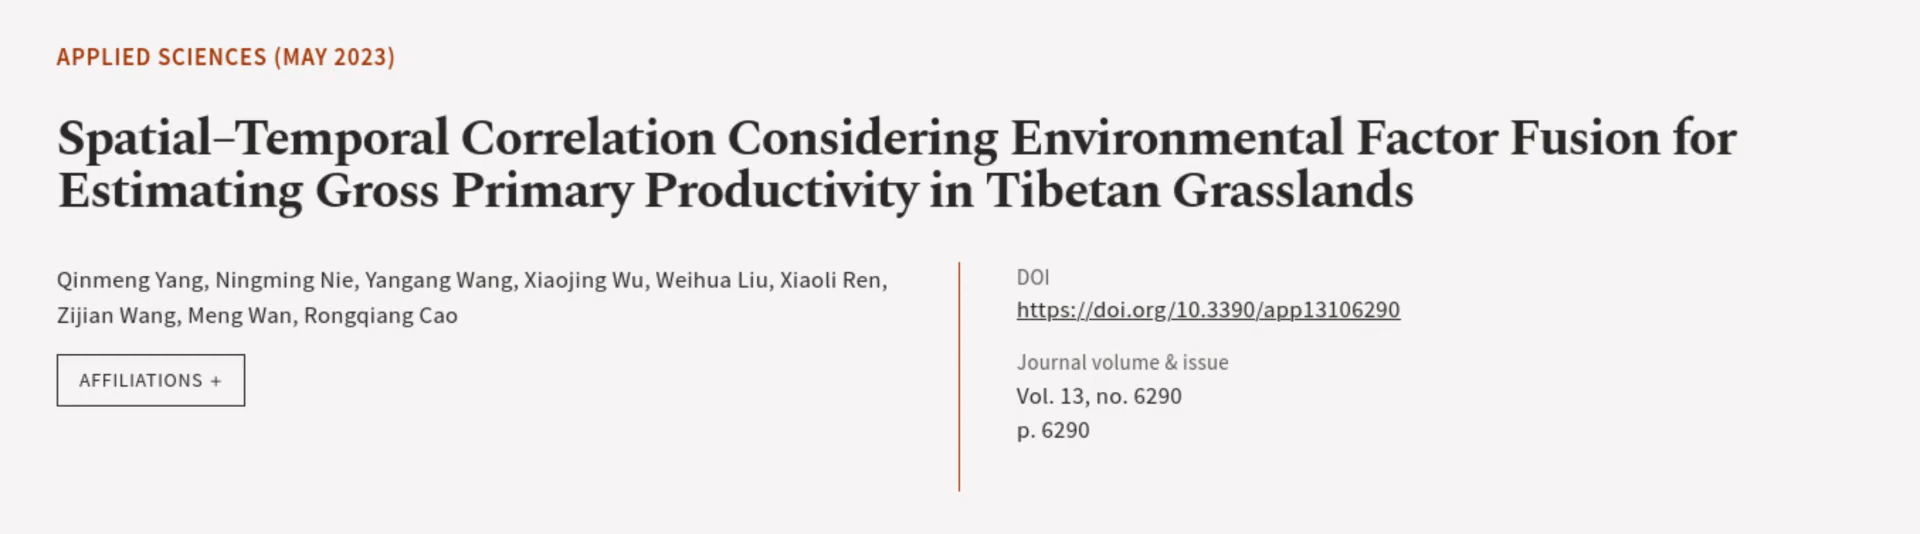 APPLIED SCIENCES (MAY 2023)
Spatial–Temporal Correlation Considering Environmental Factor Fusion for
Estimating Gross Primary Productivity in Tibetan Grasslands
Qinmeng Yang, Ningming Nie, Yangang Wang, Xiaojing Wu, Weihua Liu, Xiaoli Ren,
Zijian Wang, Meng Wan, Rongqiang Cao
AFFILIATIONS +
DOI
https://doi.org/10.3390/app13106290
Journal volume & issue
Vol. 13, no. 6290
p. 6290